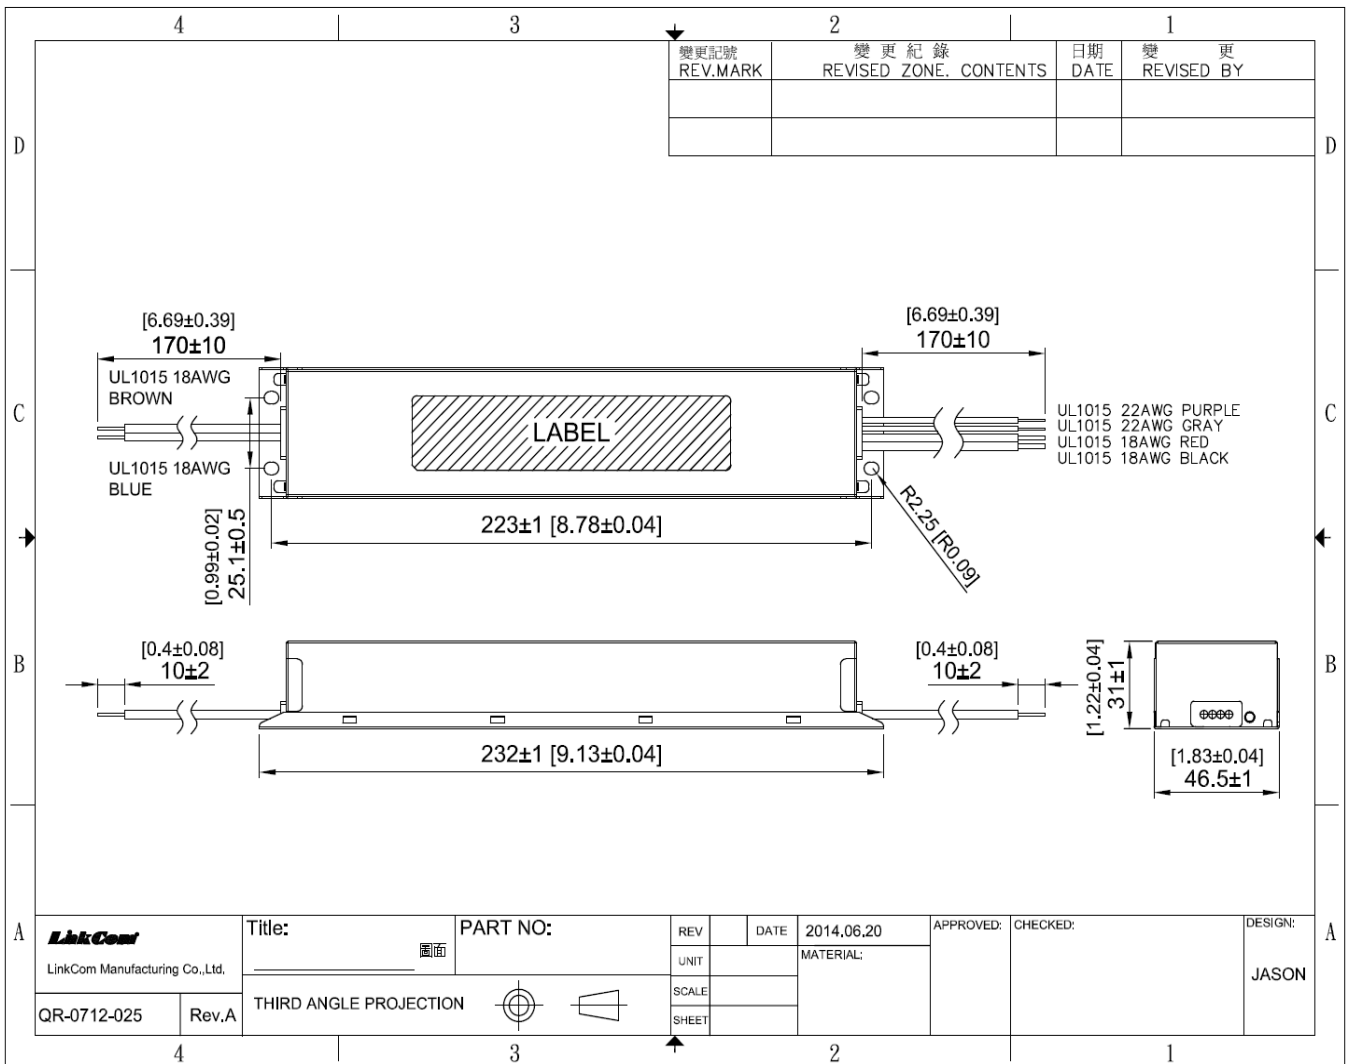 4 3 2 1
變更記號 變 更 紀 錄 日期 變 更
REV.MARK REVISED ZONE. CONTENTS DATE REVISED BY
D D
[6.69±0.39] [6.69±0.39]
170±10 170±10
UL1015 18AWG
BROWN
C C
LABEL
UL1015 22AWG PURPLE
UL1015 22AWG GRAY
UL1015 18AWG RED
UL1015 18AWG BLACK
UL1015 18AWG
BLUE
[0.99±0.02]
25.1±0.5
223±1 [8.78±0.04]
R2.25 [R0.09]
B B
[0.4±0.08] [0.4±0.08]
10±2 10±2
[1.22±0.04]
31±1
232±1 [9.13±0.04]
[1.83±0.04]
46.5±1
A A
LinkCom
LinkCom Manufacturing Co.,Ltd.
QR-0712-025 Rev.A
Title:
圖面
PART NO:
THIRD ANGLE PROJECTION
REV DATE 2014.06.20
UNIT MATERIAL:
SCALE
SHEET
APPROVED: CHECKED:
DESIGN:
JASON
4 3 2 1